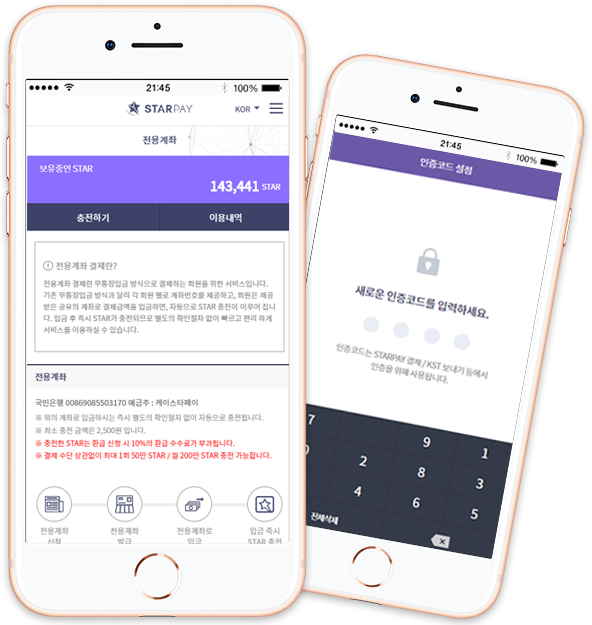 21:45
100%
STARPAY
KOR
전용계좌
보유중인 STAR
143,441 STAR
충전하기
이용내역
전용계좌 결제란?
전용계좌 결제란 무통장입금 방식으로 결제하는 회원을 위한 서비스입니다.
기존 무통장입금 방식과 달리 각 회원 별로 계좌번호를 제공하고, 회원은 제공
받은 공유의 계좌로 결제금액을 입금하면, 자동으로 STAR 충전이 이루어 집니
다. 입금 후 즉시 STAR가 충전되므로 별도의 확인절차 없이 빠르고 편리 하게
서비스를 이용하실 수 있습니다.
전용계좌
국민은행 00869085503170 예금주 : 케이스타페이
※ 위의 계좌로 입금하시는 즉시 별도의 확인절차 없이 자동으로 충전됩니다.
※ 최소 충전 금액은 2,500원 입니다.
※ 충전한 STAR는 환급 신청 시 10%의 환급 수수료가 부과됩니다.
※ 결제 수단 상관없이 최대 1회 50만 STAR / 월 200만 STAR 충전 가능합니다.
전용계좌
신청
전용계좌
발급
전용계좌로
입금
입금 즉시
STAR 충전
21:45
100%
인증코드 설정
새로운 인증코드를 입력하세요.
인증코드는 STARPAY 결제 / KST 보내기 등에서
인증을 위해 사용됩니다.
7
9
1
0
2
8
3
4
6
5
전체삭제